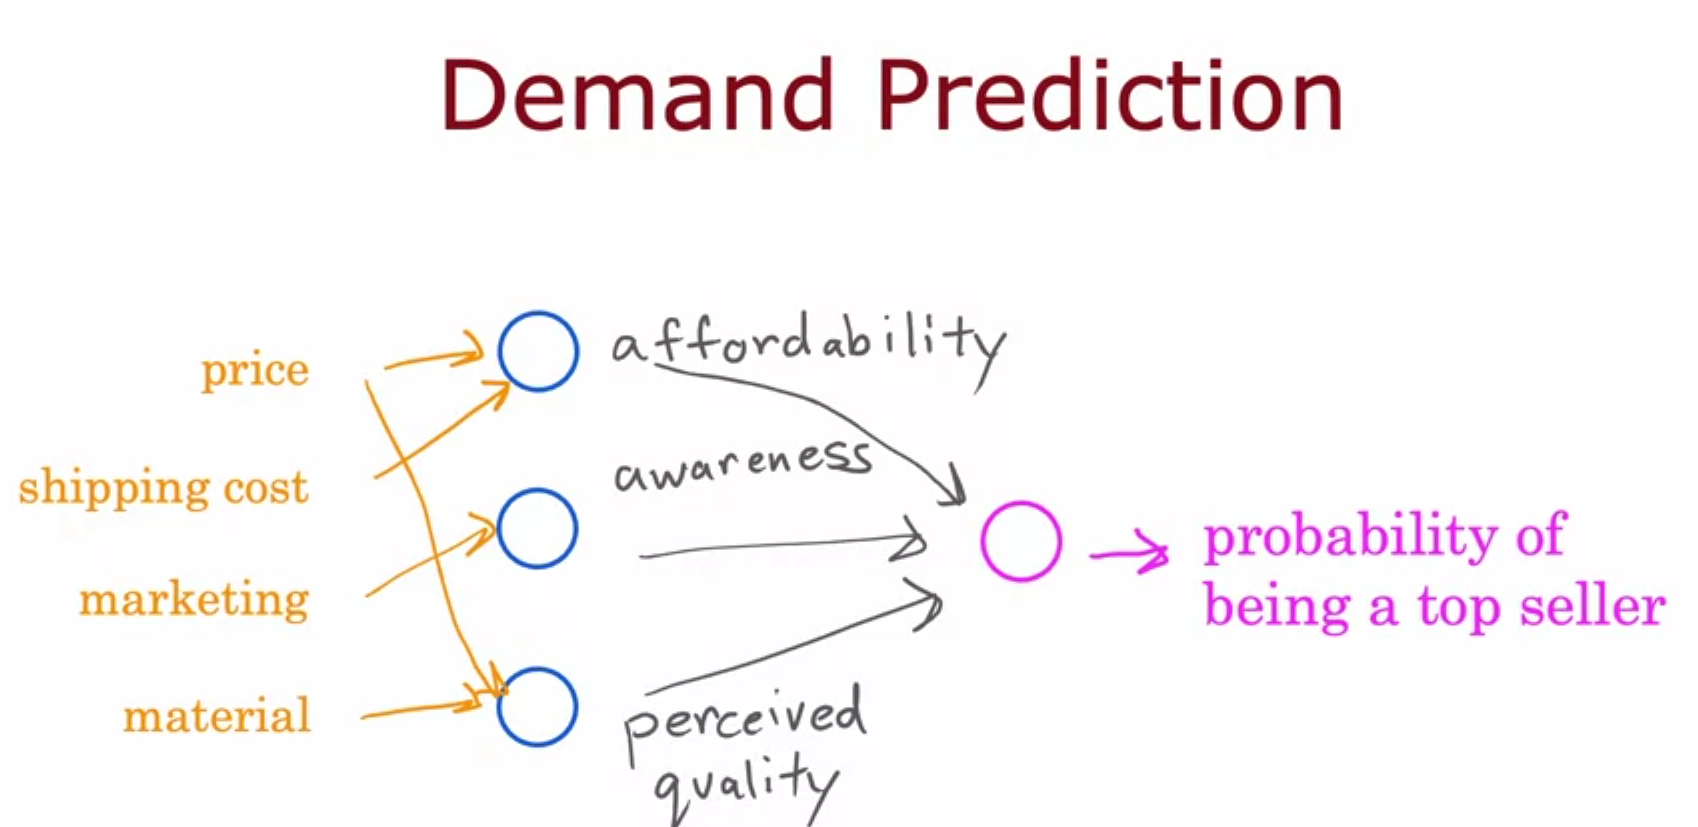 Demand Prediction
price
shipping cost
marketing
material
affordability
awareness
perceived
quality
probability of
being a top seller